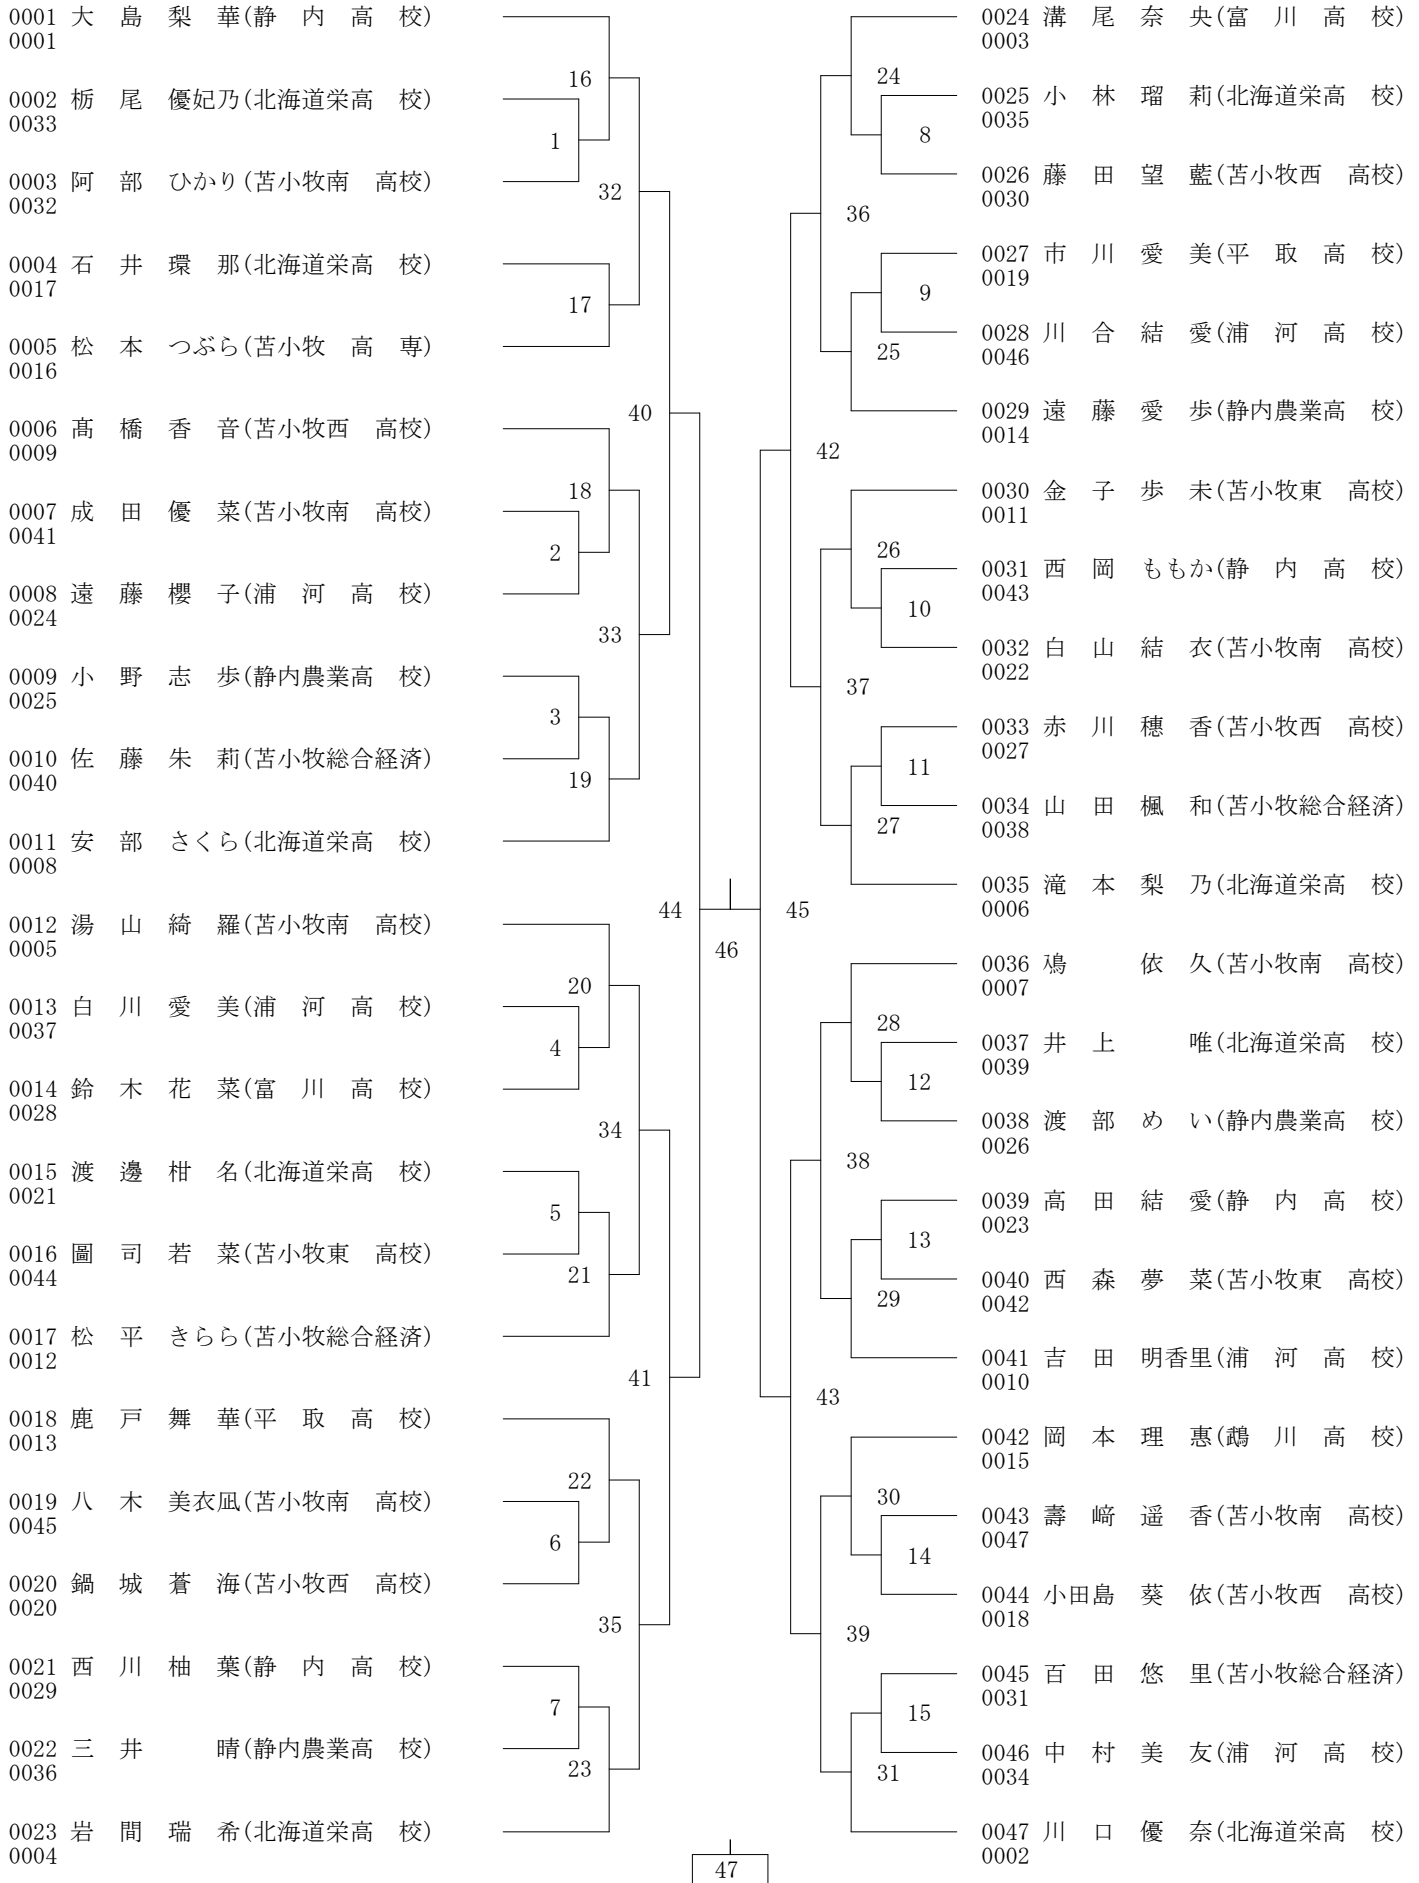 0001 大　島　梨　華(静　内　高　校)
0001
16
0002 栃　尾　優妃乃(北海道栄高　校)
0033
1
0003 阿　部　ひかり(苫小牧南　高校)
0032
32
0004 石　井　環　那(北海道栄高　校)
0017
17
0005 松　本　つぶら(苫小牧　高　専)
0016
40
0006 髙　橋　香　音(苫小牧西　高校)
0009
18
0007 成　田　優　菜(苫小牧南　高校)
0041
2
0008 遠　藤　櫻　子(浦　河　高　校)
0024
33
0009 小　野　志　歩(静内農業高　校)
0025
3
0010 佐　藤　朱　莉(苫小牧総合経済)
0040
19
0011 安　部　さくら(北海道栄高　校)
0008
44
0012 湯　山　綺　羅(苫小牧南　高校)
0005
20
0013 白　川　愛　美(浦　河　高　校)
0037
4
0014 鈴　木　花　菜(富　川　高　校)
0028
34
0015 渡　邊　柑　名(北海道栄高　校)
0021
5
0016 圖　司　若　菜(苫小牧東　高校)
0044
21
0017 松　平　きらら(苫小牧総合経済)
0012
41
0018 鹿　戸　舞　華(平　取　高　校)
0013
22
0019 八　木　美衣凪(苫小牧南　高校)
0045
6
0020 鍋　城　蒼　海(苫小牧西　高校)
0020
35
0021 西　川　柚　葉(静　内　高　校)
0029
7
0022 三　井　　　晴(静内農業高　校)
0036
23
0023 岩　間　瑞　希(北海道栄高　校)
0004
46
47
0024 溝　尾　奈　央(富　川　高　校)
0003
24
0025 小　林　瑠　莉(北海道栄高　校)
0035
8
0026 藤　田　望　藍(苫小牧西　高校)
0030
36
0027 市　川　愛　美(平　取　高　校)
0019
9
0028 川　合　結　愛(浦　河　高　校)
0046
25
0029 遠　藤　愛　歩(静内農業高　校)
0014
42
0030 金　子　歩　未(苫小牧東　高校)
0011
26
0031 西　岡　ももか(静　内　高　校)
0043
10
0032 白　山　結　衣(苫小牧南　高校)
0022
37
0033 赤　川　穂　香(苫小牧西　高校)
0027
11
0034 山　田　楓　和(苫小牧総合経済)
0038
27
0035 滝　本　梨　乃(北海道栄高　校)
0006
45
0036 　　　依　久(苫小牧南　高校)
0007
28
0037 井　上　　　唯(北海道栄高　校)
0039
12
0038 渡　部　め　い(静内農業高　校)
0026
38
0039 高　田　結　愛(静　内　高　校)
0023
13
0040 西　森　夢　菜(苫小牧東　高校)
0042
29
0041 吉　田　明香里(浦　河　高　校)
0010
43
0042 岡　本　理　惠(鵡　川　高　校)
0015
30
0043 壽　﨑　遥　香(苫小牧南　高校)
0047
14
0044 小田島　葵　依(苫小牧西　高校)
0018
39
0045 百　田　悠　里(苫小牧総合経済)
0031
15
0046 中　村　美　友(浦　河　高　校)
0034
31
0047 川　口　優　奈(北海道栄高　校)
0002